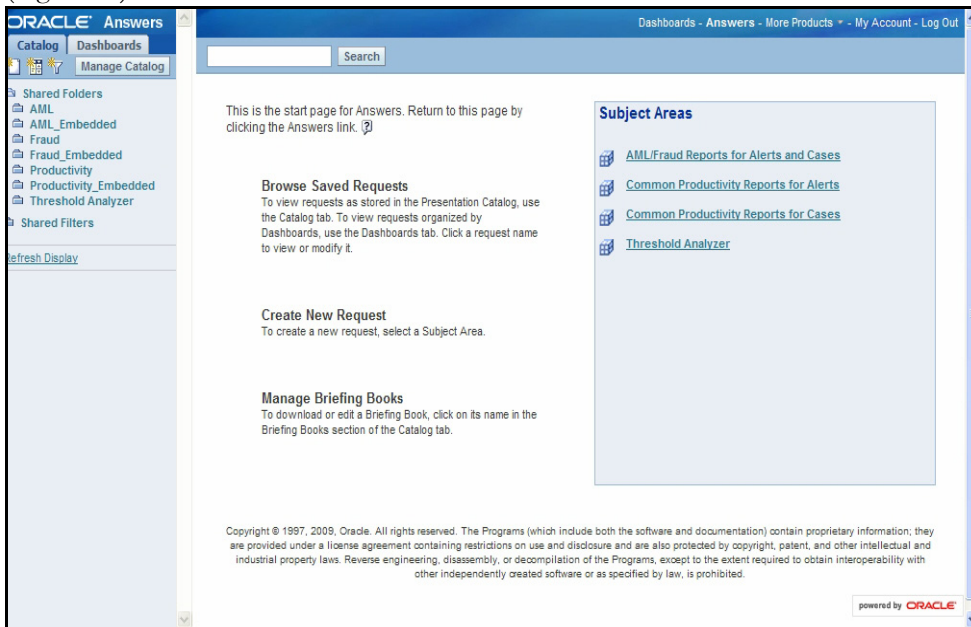 ORACLE Answers
Dashboards - Answers - More Products - My Account - Log Out
Catalog Dashboards
Manage Catalog
Search
Shared Folders
AML
AML_Embedded
Fraud
Fraud_Embedded
Productivity
Productivity_Embedded
Threshold Analyzer
Shared Filters
Refresh Display
This is the start page for Answers. Return to this page by
clicking the Answers link.
Browse Saved Requests
To view requests as stored in the Presentation Catalog, use
the Catalog tab. To view requests organized by
Dashboards, use the Dashboards tab. Click a request name
to view or modify it.
Create New Request
To create a new request, select a Subject Area.
Manage Briefing Books
To download or edit a Briefing Book, click on its name in the
Briefing Books section of the Catalog tab.
Subject Areas
AML/Fraud Reports for Alerts and Cases
Common Productivity Reports for Alerts
Common Productivity Reports for Cases
Threshold Analyzer
Copyright © 1997, 2009, Oracle. All rights reserved. The Programs (which include both the software and documentation) contain proprietary information; they
are provided under a license agreement containing restrictions on use and disclosure and are also protected by copyright, patent, and other intellectual and
industrial property laws. Reverse engineering, disassembly, or decompilation of the Programs, except to the extent required to obtain interoperability with
other independently created software or as specified by law, is prohibited.
powered by ORACLE